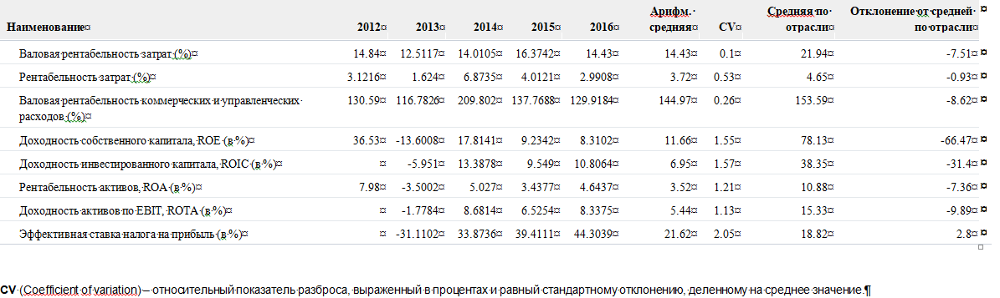 Наименование 2012 2013 2014 2015 2016 Арифм. средняя CV Средняя по отрасли Отклонение от средней по отрасли
Валовая рентабельность затрат (%) 14.84 12.5117 14.0105 16.3742 14.43 14.43 0.1 21.94 -7.51
Рентабельность затрат (%) 3.1216 1.624 6.8735 4.0121 2.9908 3.72 0.53 4.65 -0.93
Валовая рентабельность коммерческих и управленческих
расходов (%) 130.59 116.7826 209.802 137.7688 129.9184 144.97 0.26 153.59 -8.62
Доходность собственного капитала, ROE (в %) 36.53 -13.6008 17.8141 9.2342 8.3102 11.66 1.55 78.13 -66.47
Доходность инвестированного капитала, ROIC (в %) -5.951 13.3878 9.549 10.8064 6.95 1.57 38.35 -31.4
Рентабельность активов, ROA (в %) 7.98 -3.5002 5.027 3.4377 4.6437 3.52 1.21 10.88 -7.36
Доходность активов по EBIT, ROTA (в %) -1.7784 8.6814 6.5254 8.3375 5.44 1.13 15.33 -9.89
Эффективная ставка налога на прибыль (в %) -31.1102 33.8736 39.4111 44.3039 21.62 2.05 18.82 2.8
CV (Coefficient of variation) – относительный показатель разброса, выраженный в процентах и равный стандартному отклонению, деленному на среднее значение.